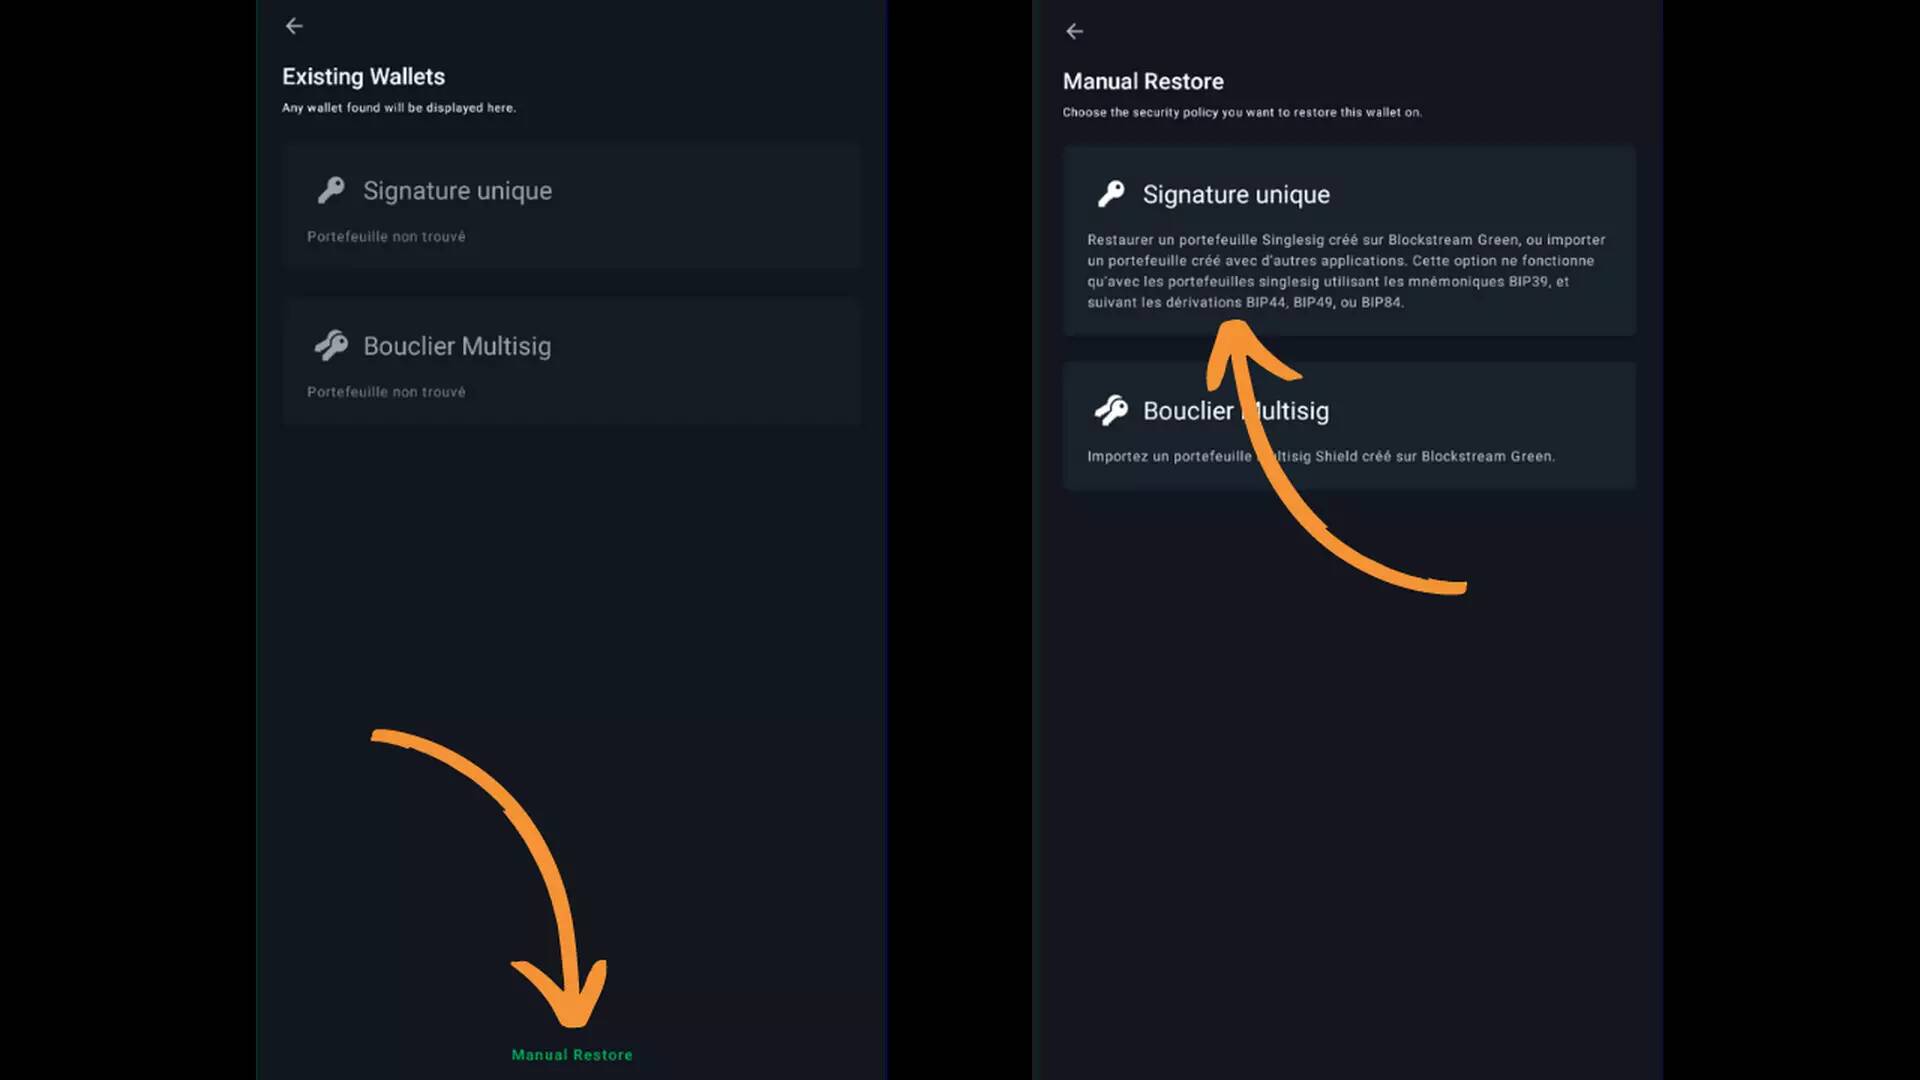 Existing Wallets
Any wallet found will be displayed here.
Signature unique
Portefeuille non trouvé
Bouclier Multisig
Portefeuille non trouvé
Manual Restore
Manual Restore
Choose the security policy you want to restore this wallet on.
Signature unique
Restaurer un portefeuille Singlesig créé sur Blockstream Green, ou importer
un portefeuille créé avec d'autres applications. Cette option ne fonctionne
qu'avec les portefeuilles singlesig utilisant les mnémoniques BIP39, et
suivant les dérivations BIP44, BIP49, ou BIP84.
Bouclier Multisig
Importez un portefeuille Multisig Shield créé sur Blockstream Green.